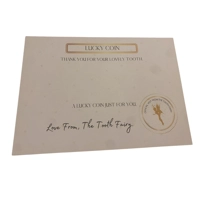 LUCKY COIN
THANK YOU FOR YOUR LOVELY TOOTH
A LUCKY COIN JUST FOR YOU
Love From, The Tooth Fairy